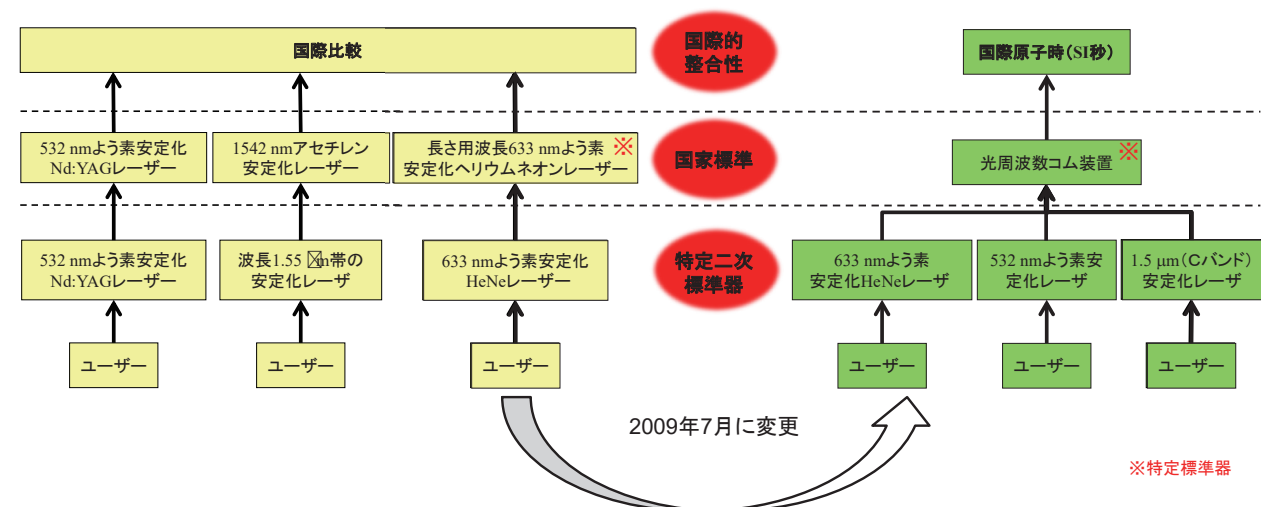 国際比較
国際的
整合性
国際原子時(SI秒)
532 nmよう素安定化
Nd:YAGレーザー
1542 nmアセチレン
安定化レーザー
長さ用波長633 nmよう素 ※
安定化ヘリウムネオンレーザー
国家標準
光周波数コム装置 ※
532 nmよう素安定化
Nd:YAGレーザー
波長1.55 m帯の
安定化レーザ
633 nmよう素安定化
HeNeレーザー
特定二次
標準器
633 nmよう素
安定化HeNeレーザ
532 nmよう素安
定化レーザ
1.5 μm(Cバンド)
安定化レーザ
ユーザー
ユーザー
ユーザー
ユーザー
ユーザー
ユーザー
2009年7月に変更
※特定標準器